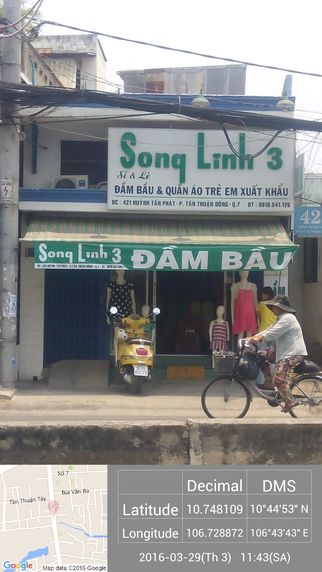 Song Linh 3
Sỉ & Lẻ
ĐẦM BẦU & QUẦN ÁO TRẺ EM XUẤT KHẨU
ĐC : 421 HUỲNH TẤN PHÁT - P. TÂN THUẬN ĐÔNG - Q.7 ĐT : 0918.041.128
42
Song Linh 3 ĐẦM BẦU
Số 7
Tân Thuận Tây
Bùi Văn Ba
Google
Map data ©2016 Google
Decimal DMS
Latitude 10.748109 10°44'53" N
Longitude 106.728872 106°43'43" E
2016-03-29(Th 3) 11:43(SA)